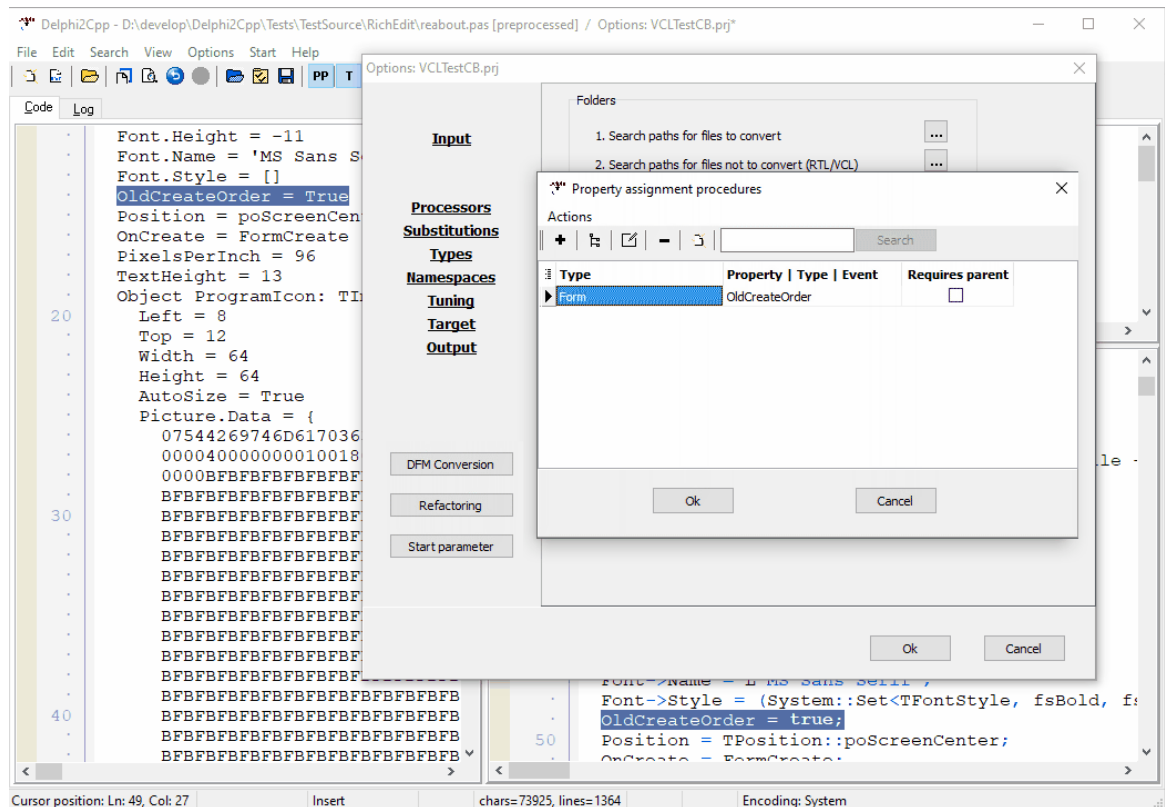 Delphi2Cpp - D:\develop\Delphi2Cpp\Tests\TestSource\RichEdit\reabout.pas [preprocessed] / Options: VCLTestCB.prj*
File Edit Search View Options Start Help
PP T
Code Log
Font.Height = -11
Font.Name = 'MS Sans S
Font.Style = []
OldCreateOrder = True
Position = poScreenCen
OnCreate = FormCreate
PixelsPerInch = 96
TextHeight = 13
Object ProgramIcon: TI
20 Left = 8
Top = 12
Width = 64
Height = 64
AutoSize = True
Picture.Data = {
07544269746D617036
000040000000010018
0000BFBFBFBFBFBFBF
BFBFBFBFBFBFBFBFBF
30 BFBFBFBFBFBFBFBFBF
BFBFBFBFBFBFBFBFBF
BFBFBFBFBFBFBFBFBF
BFBFBFBFBFBFBFBFBF
BFBFBFBFBFBFBFBFBF
BFBFBFBFBFBFBFBFBF
BFBFBFBFBFBFBFBFBF
BFBFBFBFBFBFBFBFBF
BFBFBFBFBFBFBFBFBFBFBFBFB
BFBFBFBFBFBFBFBFBFBFBFBFB
40 BFBFBFBFBFBFBFBFBFBFBFBFB
BFBFBFBFBFBFBFBFBFBFBFBFB
BFBFBFBFBFBFBFBFBFBFBFBFB
Options: VCLTestCB.prj
Input
Processors
Substitutions
Types
Namespaces
Tuning
Target
Output
DFM Conversion
Refactoring
Start parameter
Folders
1. Search paths for files to convert ...
2. Search paths for files not to convert (RTL/VCL) ...
Property assignment procedures
Actions
Search
Type Property | Type | Event Requires parent
Form OldCreateOrder
Ok Cancel
Ok Cancel
le -
Font->Name = L"MS Sans Serif";
Font->Style = (System::Set<TFontStyle, fsBold, fs
OldCreateOrder = true;
50 Position = TPosition::poScreenCenter;
OnCreate = FormCreate;
Cursor position: Ln: 49, Col: 27 Insert chars=73925, lines=1364 Encoding: System